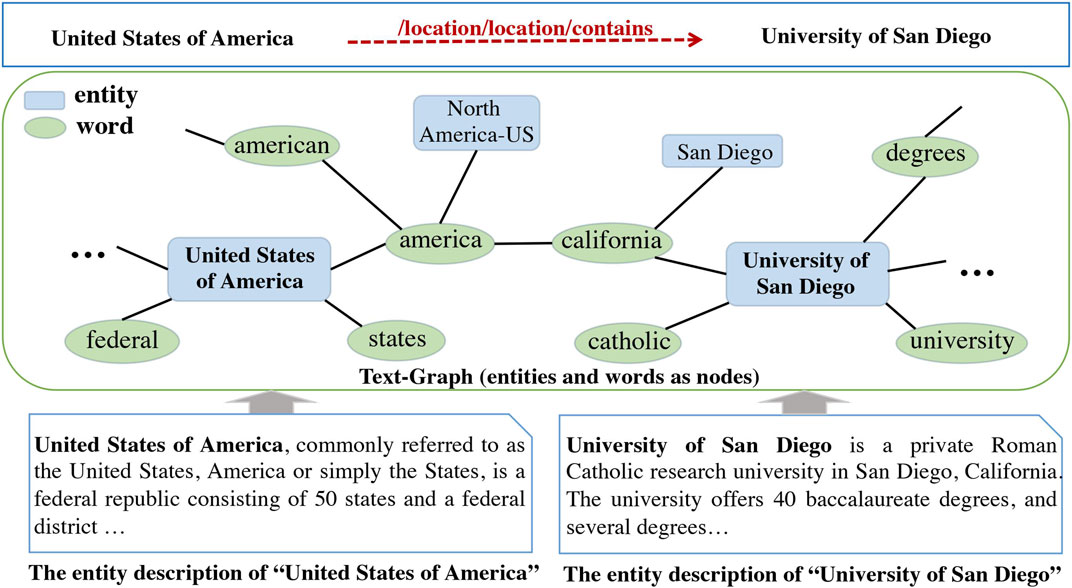 United States of America
/location/location/contains
University of San Diego
entity
word
american
North
America-US
San Diego
degrees
america
california
...
United States
of America
University of
San Diego
...
federal
states
catholic
university
Text-Graph (entities and words as nodes)
United States of America, commonly referred to as
the United States, America or simply the States, is a
federal republic consisting of 50 states and a federal
district ...
University of San Diego is a private Roman
Catholic research university in San Diego, California.
The university offers 40 baccalaureate degrees, and
several degrees...
The entity description of “United States of America”
The entity description of “University of San Diego”